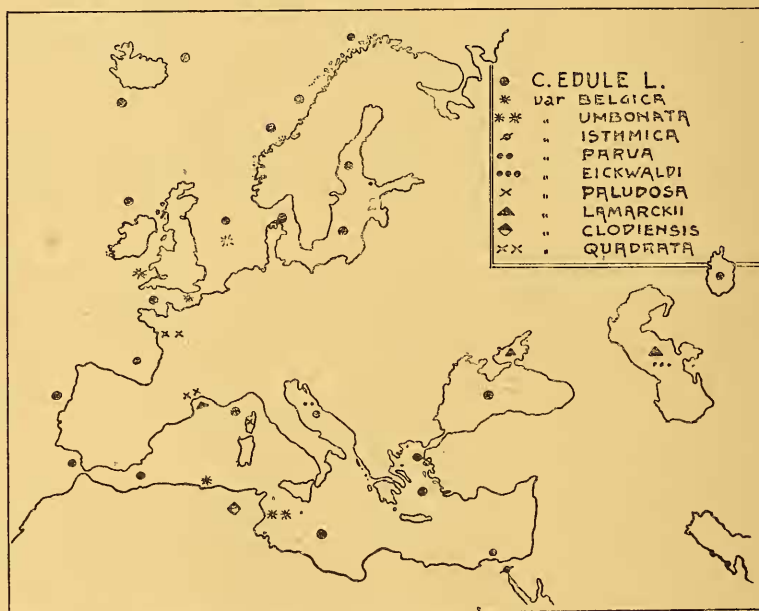 C. EDULE L.
var BELGICA
" UMBONATA
" ISTHMICA
" PARVA
" EICKWALDI
" PALUDOSA
" LAMARCKII
" CLODIENSIS
" QUADRATA